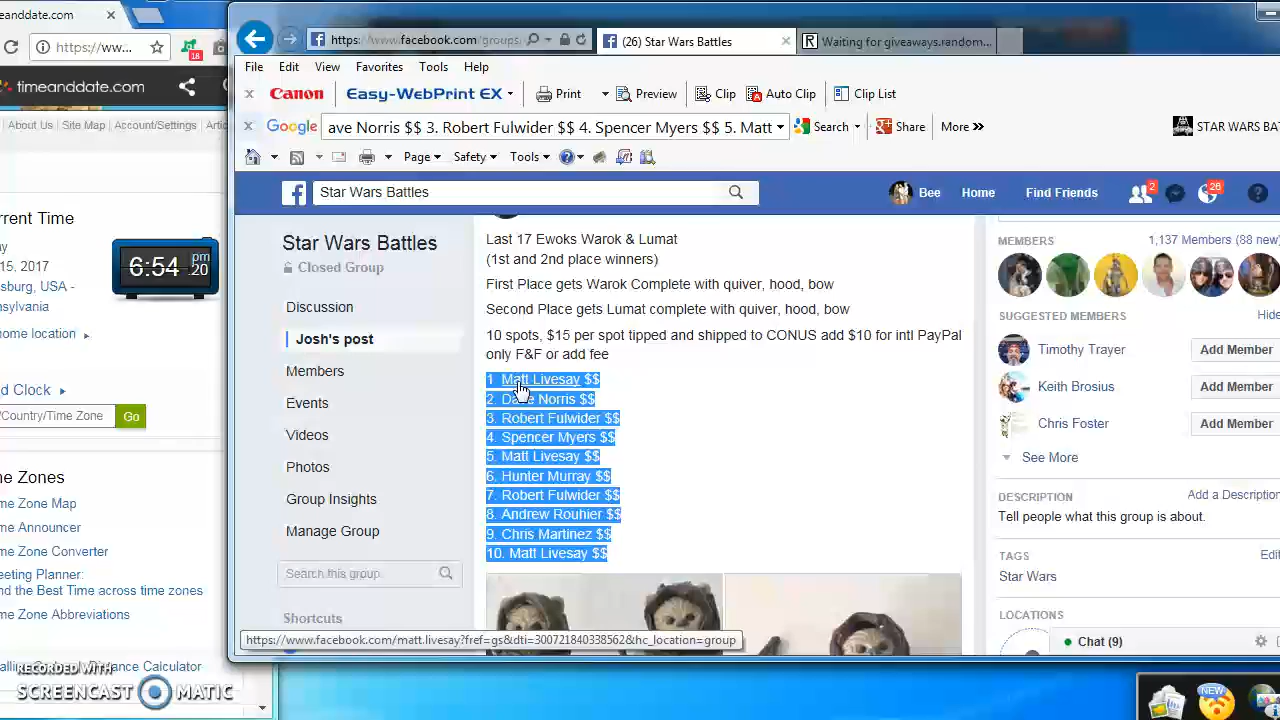 eanddate.com
https://www...
18
timeanddate.com
About Us Site Map Account/Settings Artic
rrent Time
15, 2017
sburg, USA -
nsylvania
home location
6:54 pm 20
d Clock
/Country/Time Zone Go
ne Zones
me Zone Map
me Announcer
me Zone Converter
eeting Planner:
nd the Best Time across time zones
me Zone Abbreviations
stance Calculator
RECORDED WITH
SCREENCAST MATIC
https://www.facebook.com/groups
(26) Star Wars Battles
Waiting for giveaways.random...
File Edit View Favorites Tools Help
Canon Easy-WebPrint EX Print Preview Clip Auto Clip Clip List
Google ave Norris $$ 3. Robert Fulwider $$ 4. Spencer Myers $$ 5. Matt Search Share More »
STAR WARS BA
Page Safety Tools
Star Wars Battles
Bee Home Find Friends 2 26
Star Wars Battles
Closed Group
Discussion
Josh's post
Members
Events
Videos
Photos
Group Insights
Manage Group
Search this group
Shortcuts
Last 17 Ewoks Warok & Lumat
(1st and 2nd place winners)
First Place gets Warok Complete with quiver, hood, bow
Second Place gets Lumat complete with quiver, hood, bow
10 spots, $15 per spot tipped and shipped to CONUS add $10 for intl PayPal
only F&F or add fee
1 Matt Livesay $$
2. Dave Norris $$
3. Robert Fulwider $$
4. Spencer Myers $$
5. Matt Livesay $$
6. Hunter Murray $$
7. Robert Fulwider $$
8. Andrew Rouhier $$
9. Chris Martinez $$
10. Matt Livesay $$
https://www.facebook.com/matt.livesay?fref=gs&dti=300721840338562&hc_location=group
MEMBERS 1,137 Members (88 new)
SUGGESTED MEMBERS Hide
Timothy Trayer Add Member
Keith Brosius Add Member
Chris Foster Add Member
See More
DESCRIPTION Add a Description
Tell people what this group is about.
TAGS Edit
Star Wars
LOCATIONS
Chat (9)
NEW